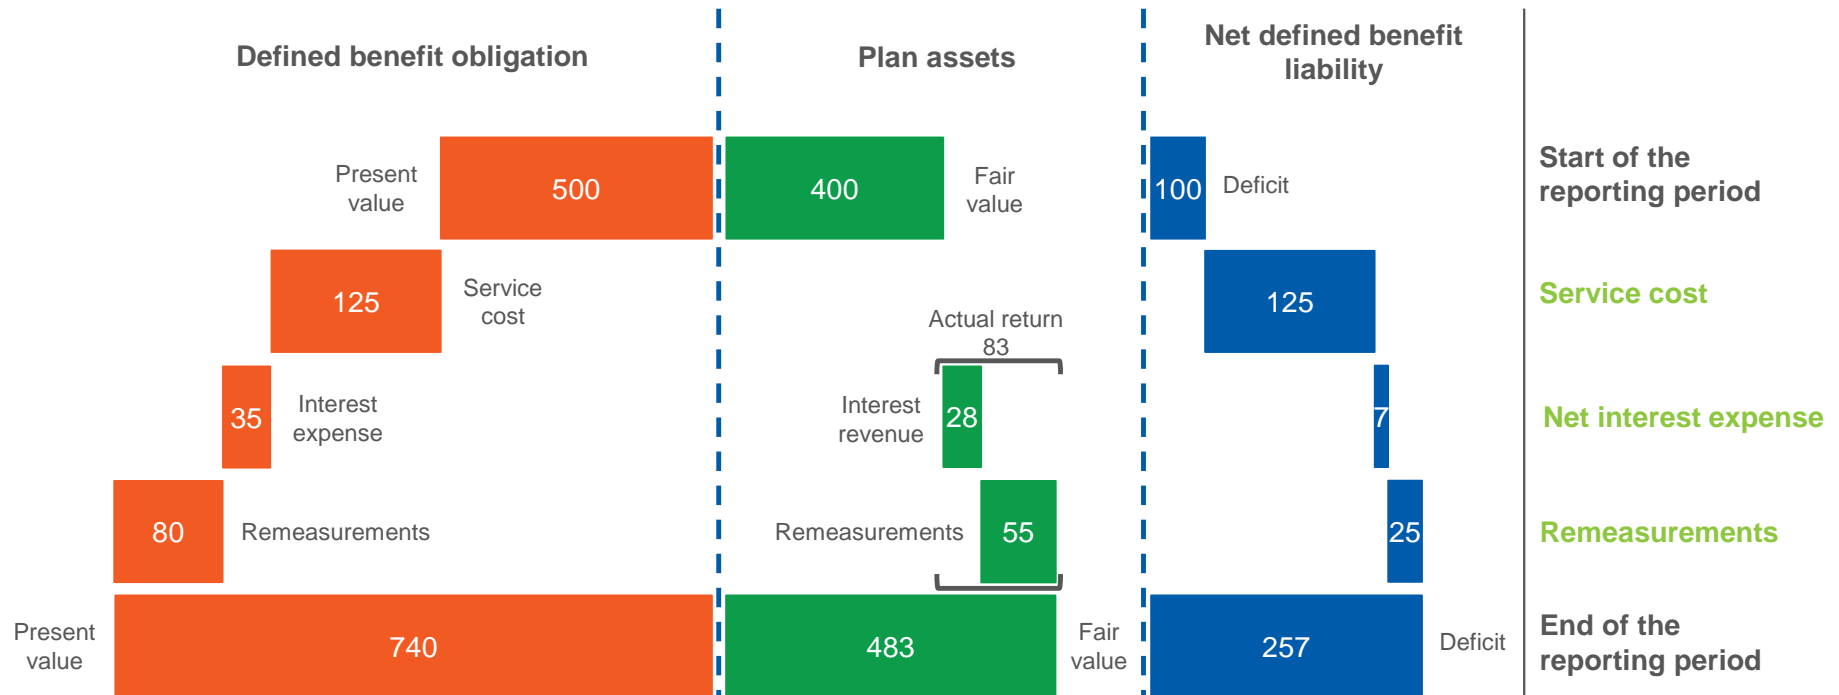 Defined benefit obligation
Plan assets
Net defined benefit
liability
Present
value
500
400
Fair
value
100
Deficit
Start of the
reporting period
125
Service
cost
125
Service cost
Actual return
83
35
Interest
expense
Interest
revenue
28
7
Net interest expense
80
Remeasurements
Remeasurements
55
25
Remeasurements
Present
value
740
483
Fair
value
257
Deficit
End of the
reporting period